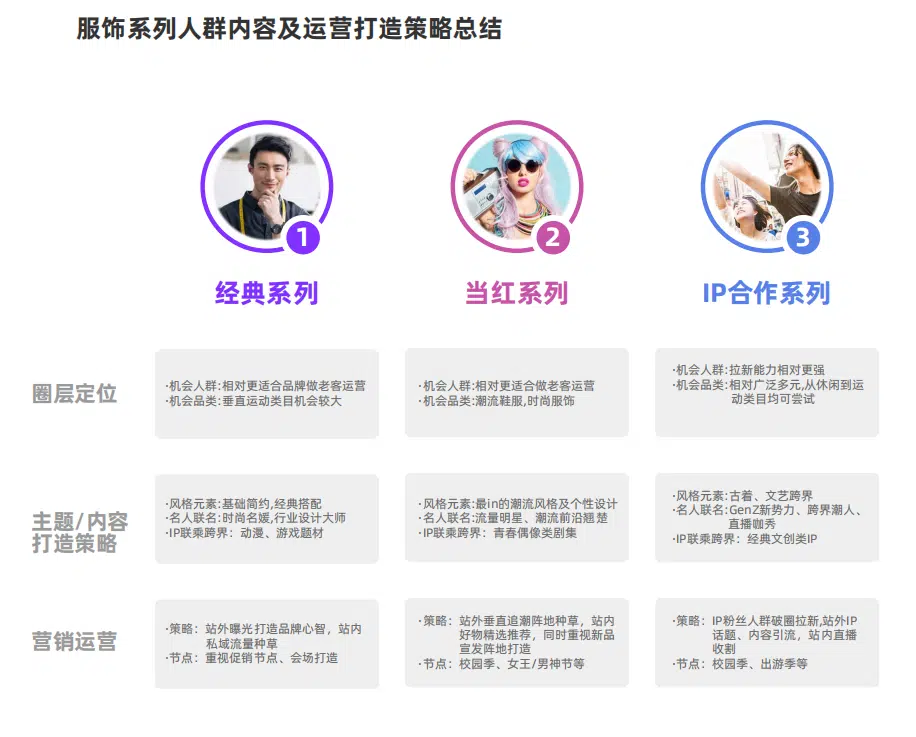 服饰系列人群内容及运营打造策略总结
1
2
3
经典系列
当红系列
IP合作系列
圈层定位
·机会人群:相对更适合品牌做老客运营
·机会品类:垂直运动类目机会较大
·机会人群:相对更适合做老客运营
·机会品类:潮流鞋服,时尚服饰
·机会人群:拉新能力相对更强
·机会品类:相对广泛多元,从休闲到运
动类目均可尝试
主题/内容
打造策略
·风格元素:基础简约,经典搭配
·名人联名:时尚名媛,行业设计大师
·IP联乘跨界：动漫、游戏题材
·风格元素:最in的潮流风格及个性设计
·名人联名:流量明星、潮流前沿翘楚
·IP联乘跨界：青春偶像类剧集
·风格元素:古着、文艺跨界
·名人联名:GenZ新势力、跨界潮人、
直播咖秀
·IP联乘跨界：经典文创类IP
营销运营
·策略：站外曝光打造品牌心智，站内
私域流量种草
·节点：重视促销节点、会场打造
·策略：站外垂直追潮阵地种草，站内
好物精选推荐，同时重视新品
宣发阵地打造
·节点：校园季、女王/男神节等
·策略：IP粉丝人群破圈拉新,站外IP
话题、内容引流，站内直播
收割
·节点：校园季、出游季等